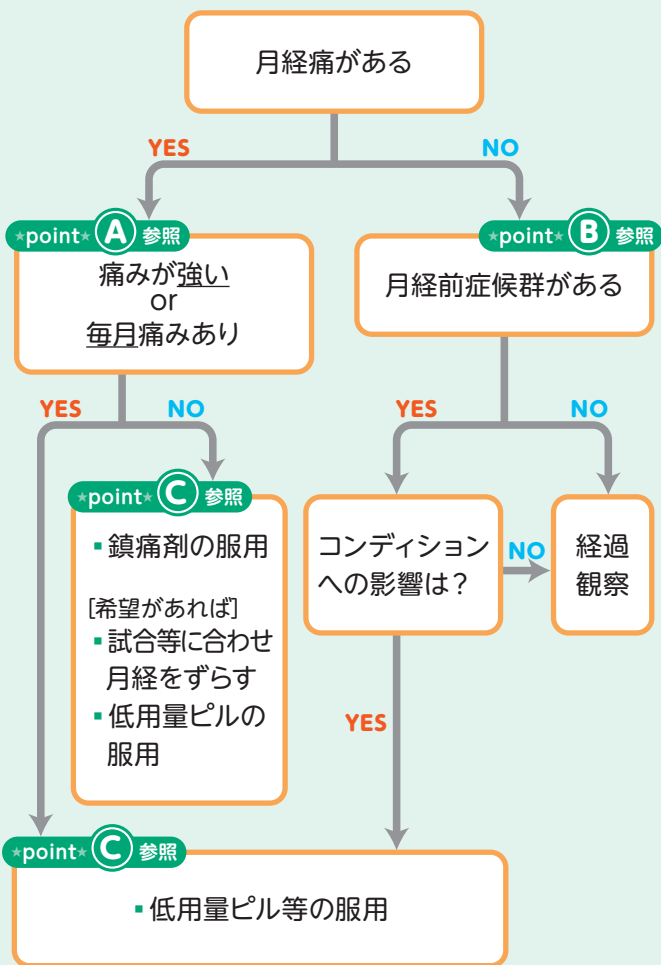 月経痛がある
YES
NO
★point★ A 参照
痛みが強い
or
毎月痛みあり
★point★ B 参照
月経前症候群がある
YES
NO
YES
NO
★point★ C 参照
▪鎮痛剤の服用
[希望があれば]
▪試合等に合わせ
月経をずらす
▪低用量ピルの
服用
コンディション
への影響は?
NO
経過
観察
YES
★point★ C 参照
▪低用量ピル等の服用